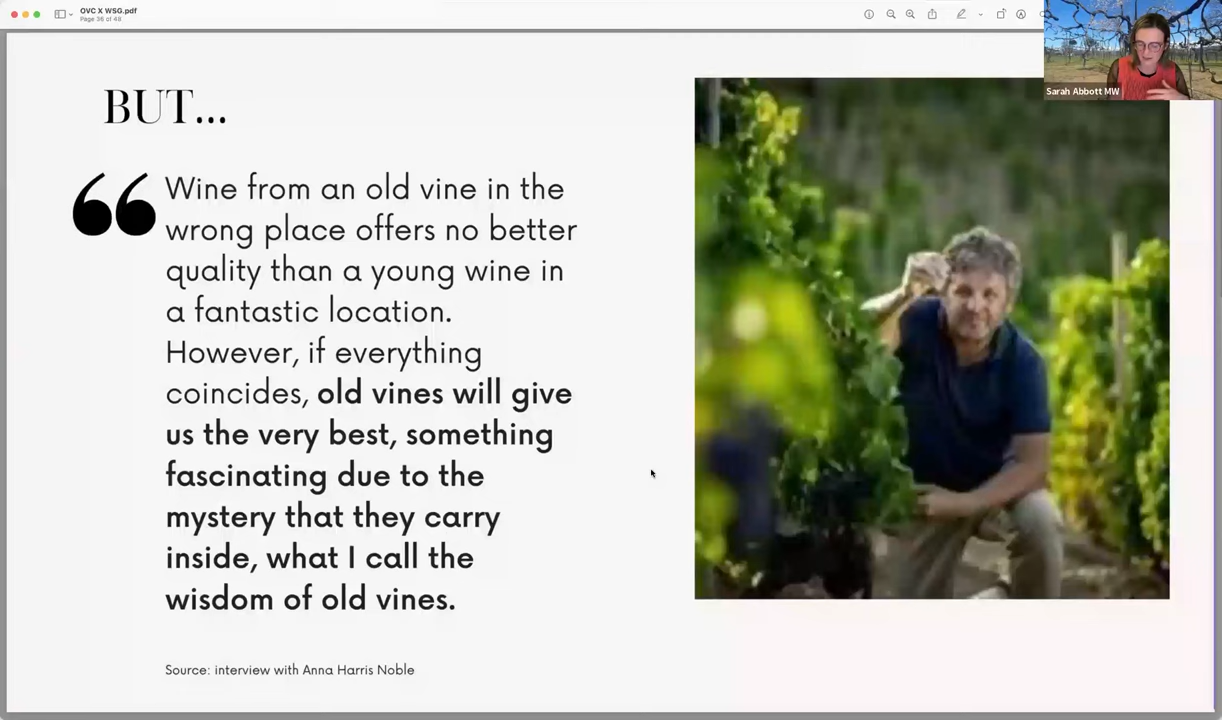 OVC X WSG.pdf
Page 36 of 48
Sarah Abbott MW
BUT...
“
Wine from an old vine in the
wrong place offers no better
quality than a young wine in
a fantastic location.
However, if everything
coincides, old vines will give
us the very best, something
fascinating due to the
mystery that they carry
inside, what I call the
wisdom of old vines.
Source: interview with Anna Harris Noble